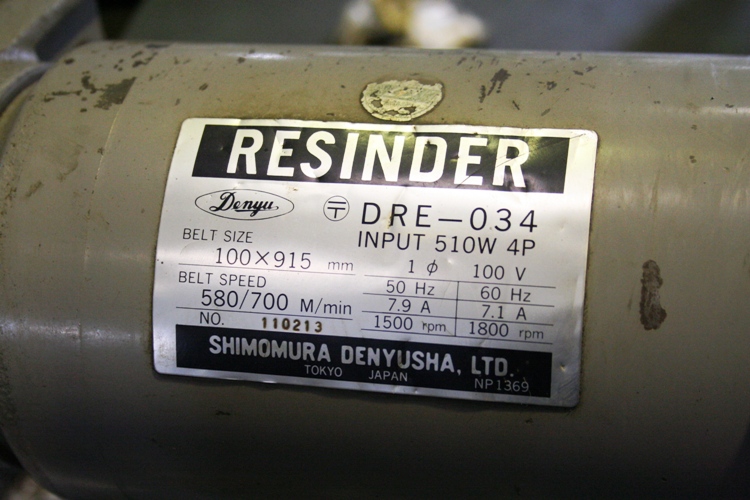 RESINDER
Denyu 〒 DRE-034
INPUT 510W 4P
BELT SIZE
100×915 mm
1 ϕ 100 V
BELT SPEED
580/700 M/min
50 Hz 60 Hz
7.9 A 7.1 A
1500 rpm 1800 rpm
NO. 110213
SHIMOMURA DENYUSHA, LTD.
TOKYO JAPAN
NP1369